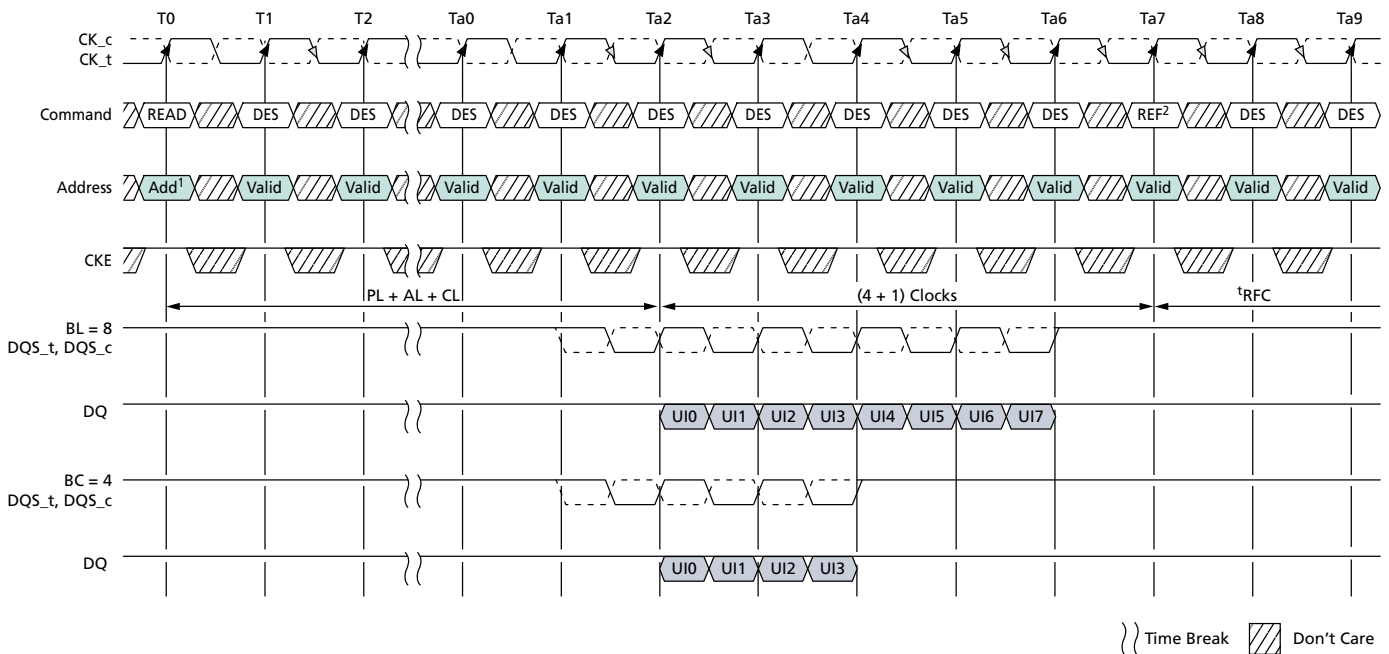 T0 T1 T2 Ta0 Ta1 Ta2 Ta3 Ta4 Ta5 Ta6 Ta7 Ta8 Ta9
CK_c
CK_t
Command READ DES DES DES DES DES DES DES DES DES REF2 DES DES
Address Add1 Valid Valid Valid Valid Valid Valid Valid Valid Valid Valid Valid Valid
CKE
PL + AL + CL (4 + 1) Clocks tRFC
BL = 8
DQS_t, DQS_c
DQ UI0 UI1 UI2 UI3 UI4 UI5 UI6 UI7
BC = 4
DQS_t, DQS_c
DQ UI0 UI1 UI2 UI3
Time Break Don't Care